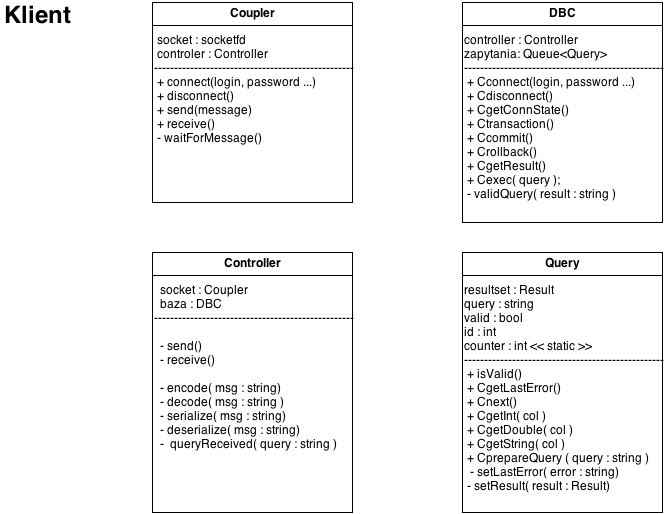 Klient
Coupler
socket : socketfd
controler : Controller
+ connect(login, password ...)
+ disconnect()
+ send(message)
+ receive()
- waitForMessage()
DBC
controller : Controller
zapytania: Queue<Query>
+ Cconnect(login, password ...)
+ Cdisconnect()
+ CgetConnState()
+ Ctransaction()
+ Ccommit()
+ Crollback()
+ CgetResult()
+ Cexec( query );
- validQuery( result : string )
Controller
socket : Coupler
baza : DBC
- send()
- receive()
- encode( msg : string)
- decode( msg : string )
- serialize( msg : string)
- deserialize( msg : string)
- queryReceived( query : string )
Query
resultset : Result
query : string
valid : bool
id : int
counter : int << static >>
+ isValid()
+ CgetLastError()
+ Cnext()
+ CgetInt( col )
+ CgetDouble( col )
+ CgetString( col )
+ CprepareQuery ( query : string )
- setLastError( error : string)
- setResult( result : Result)